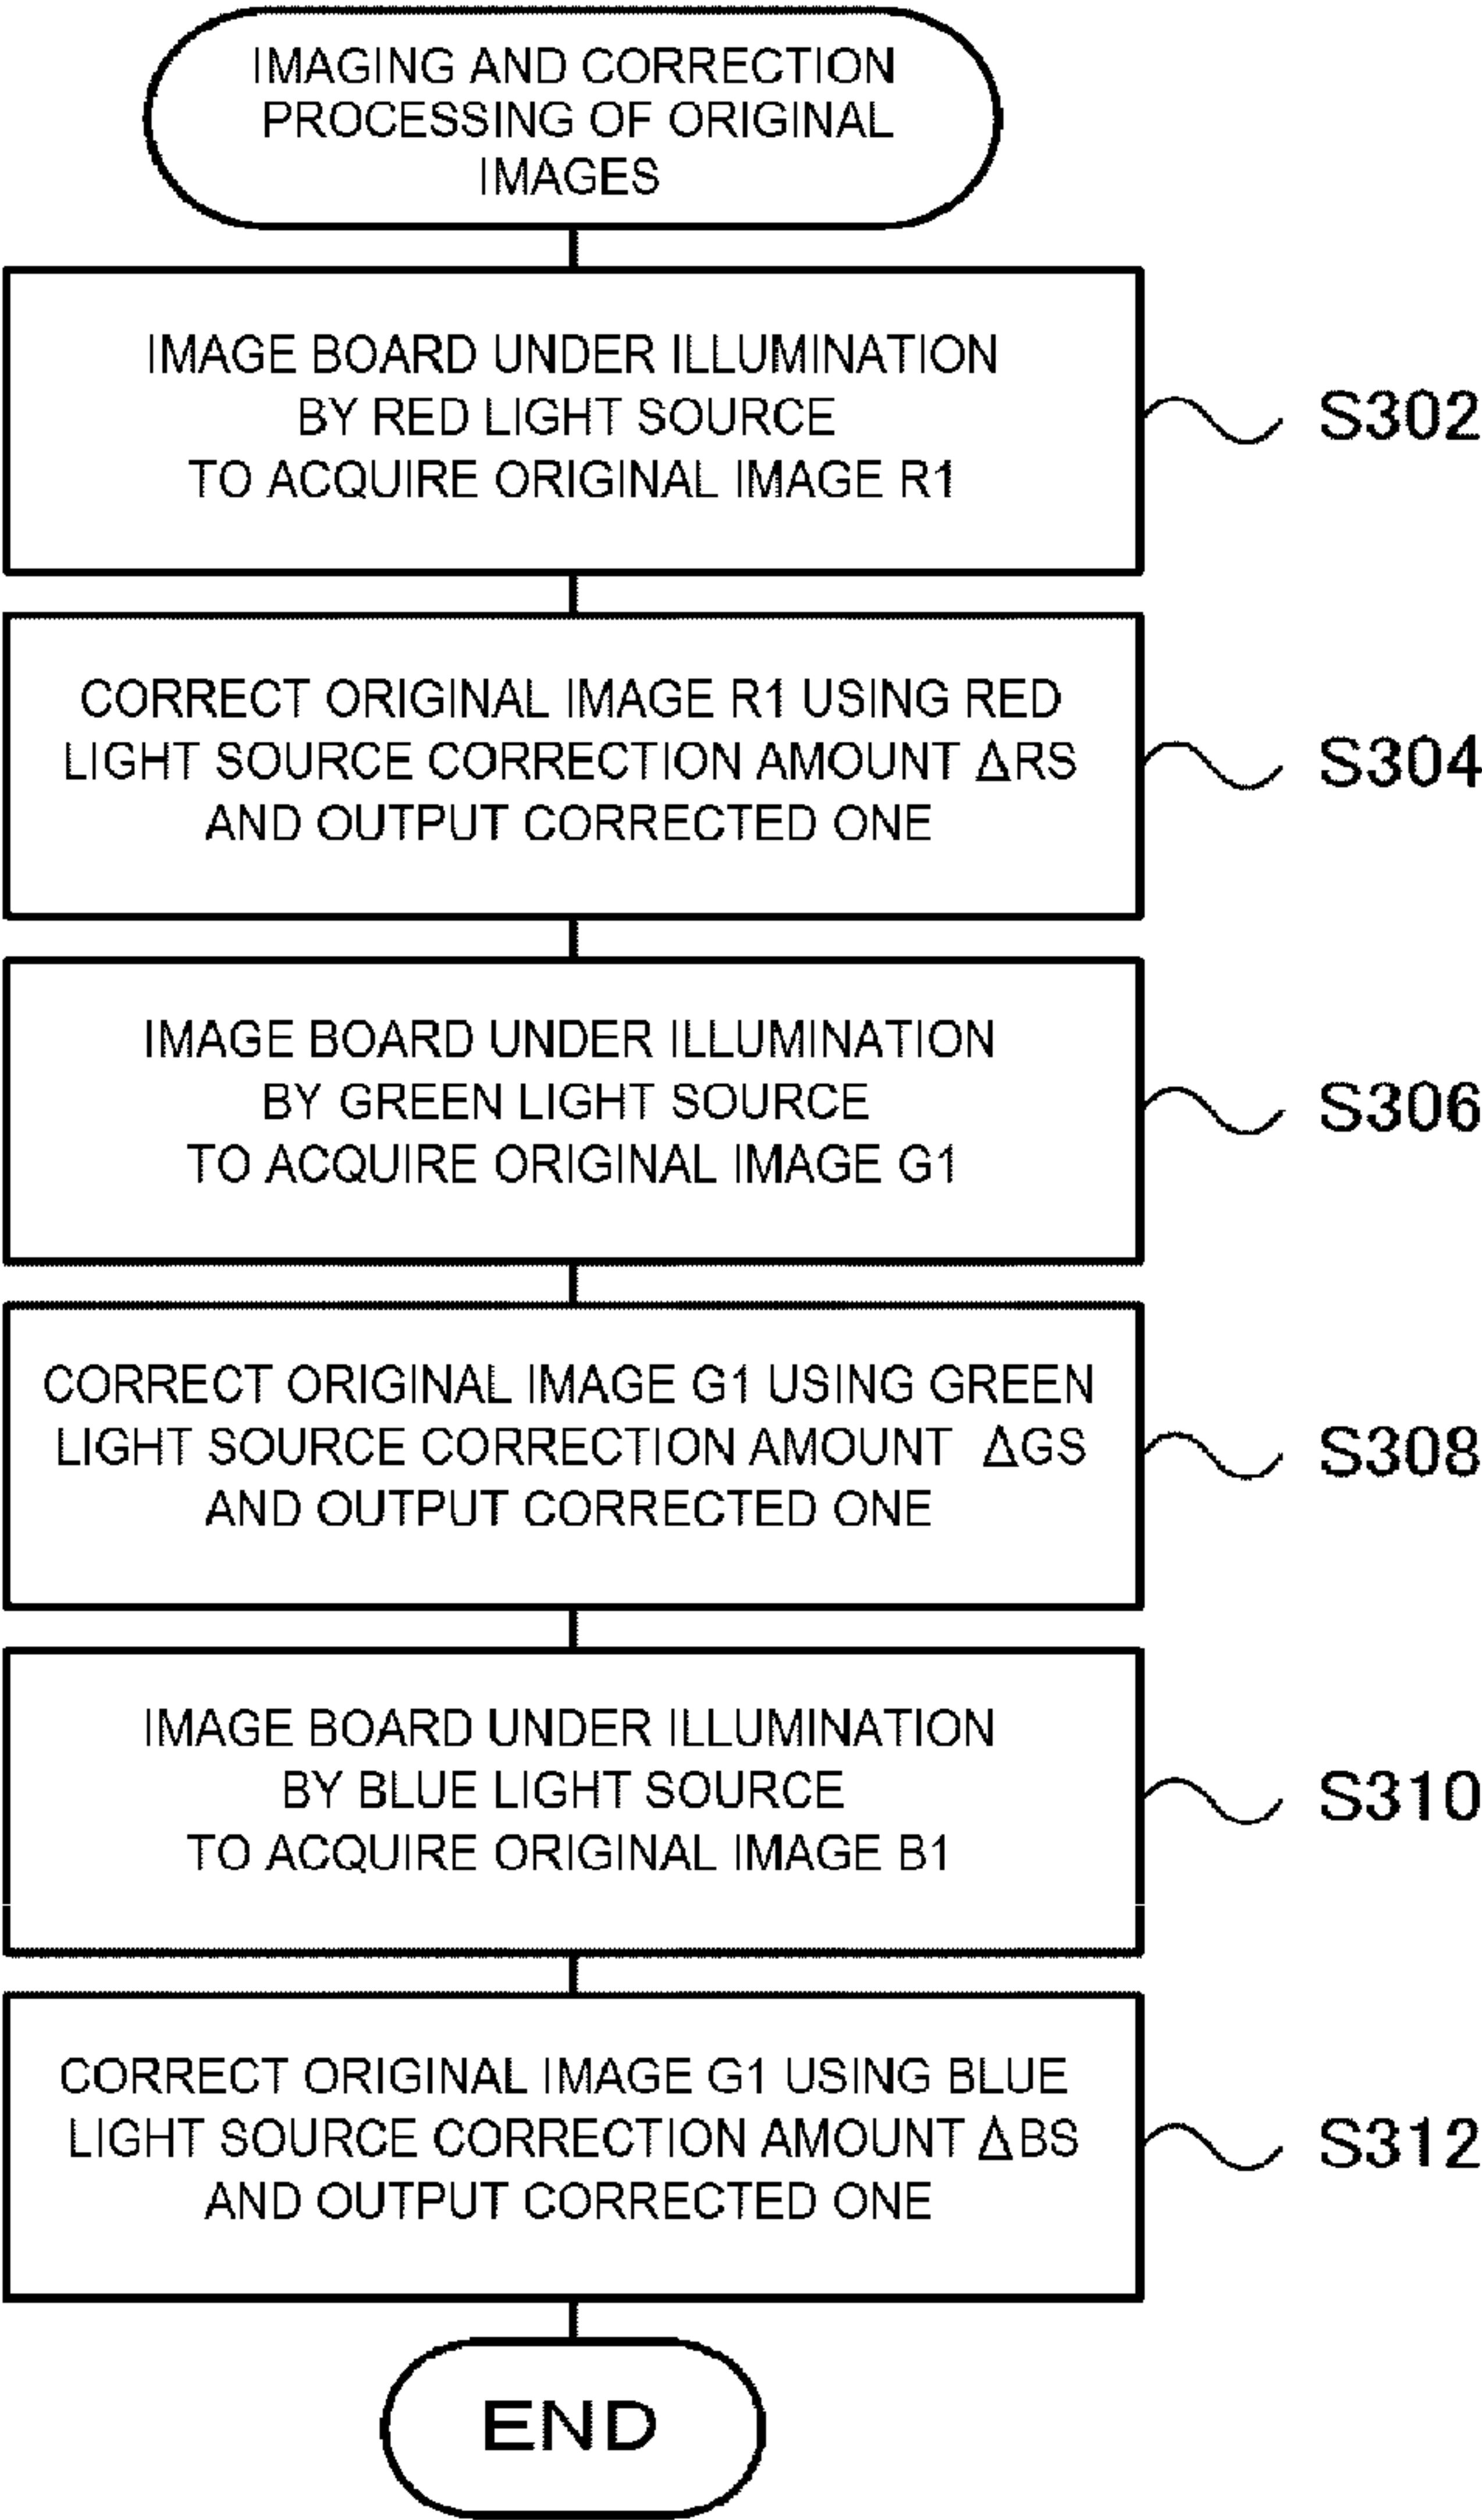 IMAGING AND CORRECTION
PROCESSING OF ORIGINAL
IMAGES
IMAGE BOARD UNDER ILLUMINATION
BY RED LIGHT SOURCE
TO ACQUIRE ORIGINAL IMAGE R1
S302
CORRECT ORIGINAL IMAGE R1 USING RED
LIGHT SOURCE CORRECTION AMOUNT ΔRS
AND OUTPUT CORRECTED ONE
S304
IMAGE BOARD UNDER ILLUMINATION
BY GREEN LIGHT SOURCE
TO ACQUIRE ORIGINAL IMAGE G1
S306
CORRECT ORIGINAL IMAGE G1 USING GREEN
LIGHT SOURCE CORRECTION AMOUNT ΔGS
AND OUTPUT CORRECTED ONE
S308
IMAGE BOARD UNDER ILLUMINATION
BY BLUE LIGHT SOURCE
TO ACQUIRE ORIGINAL IMAGE B1
S310
CORRECT ORIGINAL IMAGE G1 USING BLUE
LIGHT SOURCE CORRECTION AMOUNT ΔBS
AND OUTPUT CORRECTED ONE
S312
END